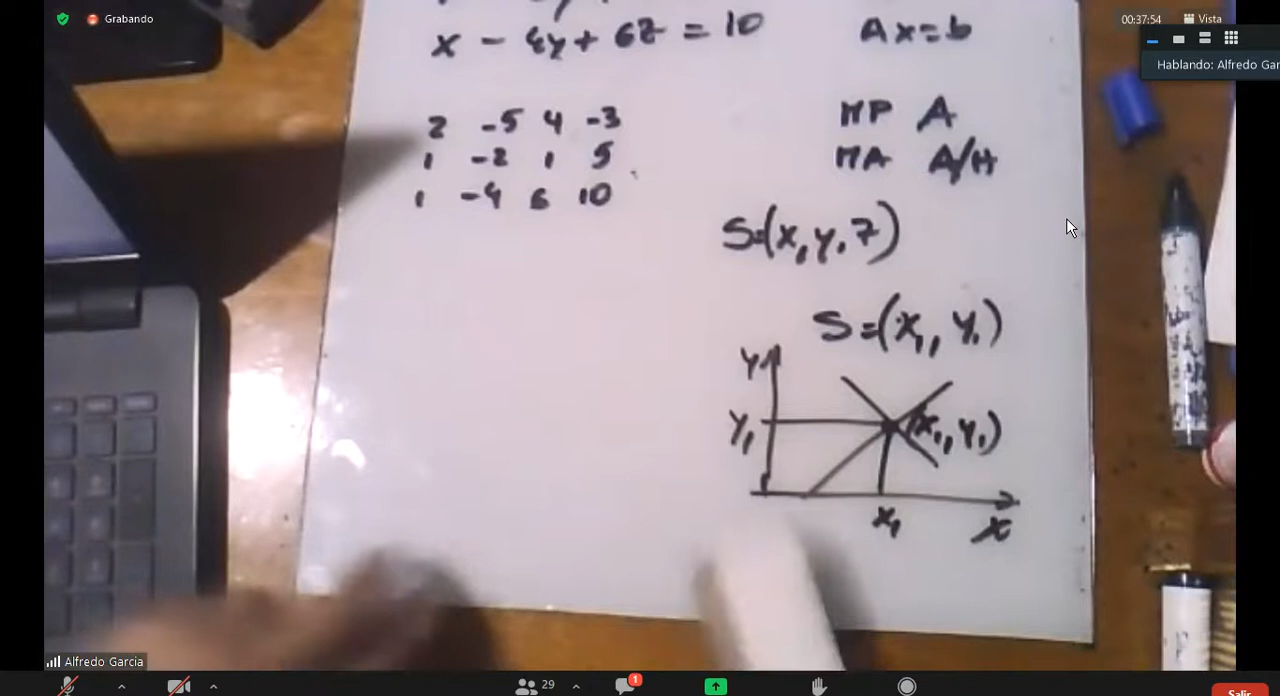 Grabando
00:37:54
Vista
Hablando: Alfredo Gar
x - 4y + 6z = 10
Ax=b
2 -5 4 -3
1 -2 1 5
1 -4 6 10
MP A
MA A/H
S=(x, y, z)
S=(x₁, y₁)
y
y₁
(x₁, y₁)
x₁
x
Alfredo Garcia
29
1
Salir